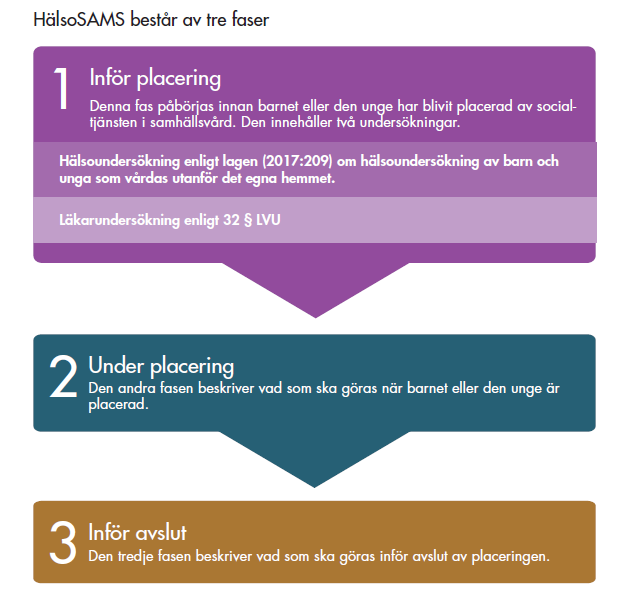 HälsoSAMS består av tre faser
1
Inför placering
Denna fas påbörjas innan barnet eller den unge har blivit placerad av social-
tjänsten i samhällsvård. Den innehåller två undersökningar.
Hälsoundersökning enligt lagen (2017:209) om hälsoundersökning av barn och
unga som vårdas utanför det egna hemmet.
Läkarundersökning enligt 32 § LVU
2
Under placering
Den andra fasen beskriver vad som ska göras när barnet eller den unge är
placerad.
3
Inför avslut
Den tredje fasen beskriver vad som ska göras inför avslut av placeringen.